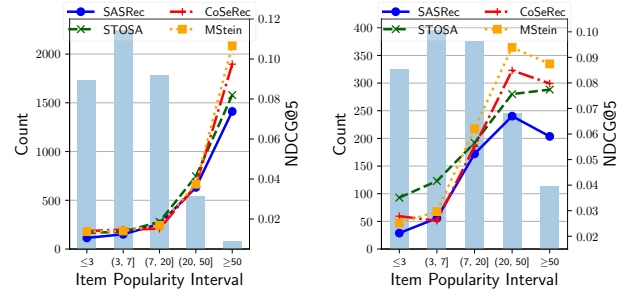 SASRec
STOSA
CoSeRec
MStein
Count
2000
1500
1000
500
0
0.12
0.10
0.08
0.06
0.04
0.02
NDCG@5
≤3
(3, 7]
(7, 20]
(20, 50]
≥50
Item Popularity Interval
SASRec
STOSA
CoSeRec
MStein
Count
400
350
300
250
200
150
100
50
0
0.10
0.09
0.08
0.07
0.06
0.05
0.04
0.03
0.02
NDCG@5
≤3
(3, 7]
(7, 20]
(20, 50]
≥50
Item Popularity Interval